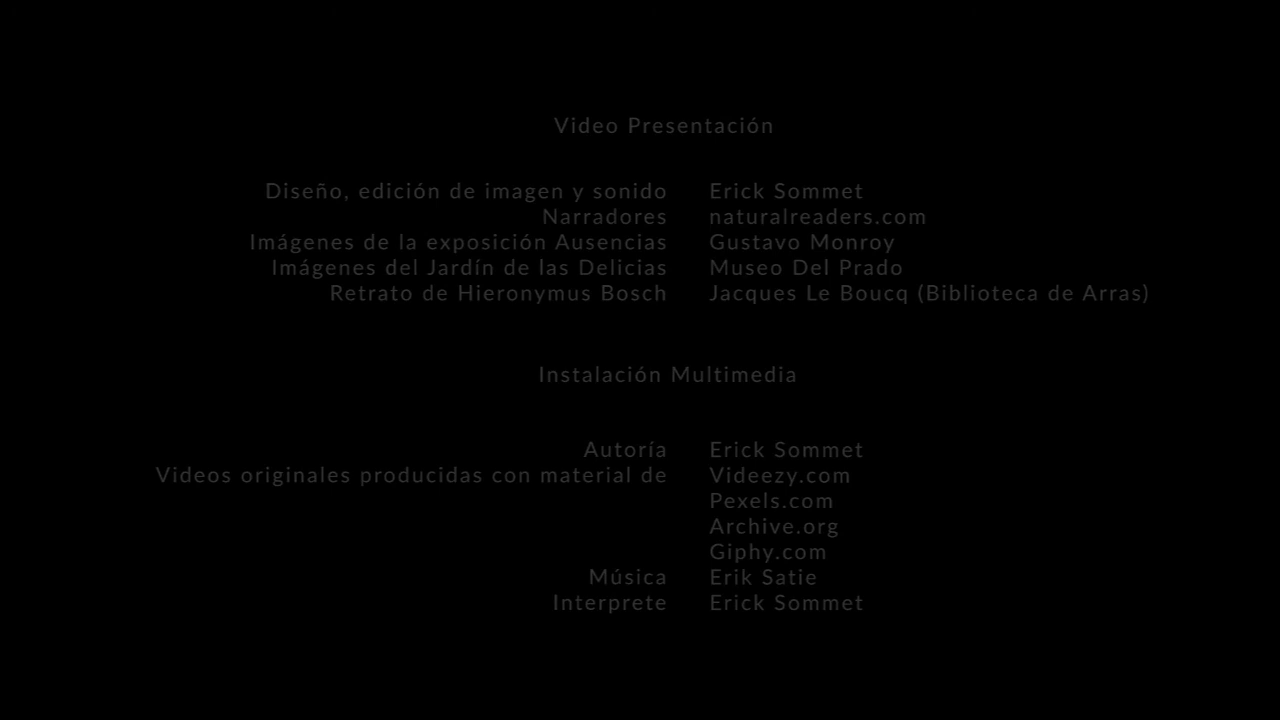 Video Presentación
Diseño, edición de imagen y sonido Erick Sommet
Narradores naturalreaders.com
Imágenes de la exposición Ausencias Gustavo Monroy
Imágenes del Jardín de las Delicias Museo Del Prado
Retrato de Hieronymus Bosch Jacques Le Boucq (Biblioteca de Arras)
Instalación Multimedia
Autoría Erick Sommet
Videos originales producidas con material de Videezy.com
Pexels.com
Archive.org
Giphy.com
Música Erik Satie
Interprete Erick Sommet